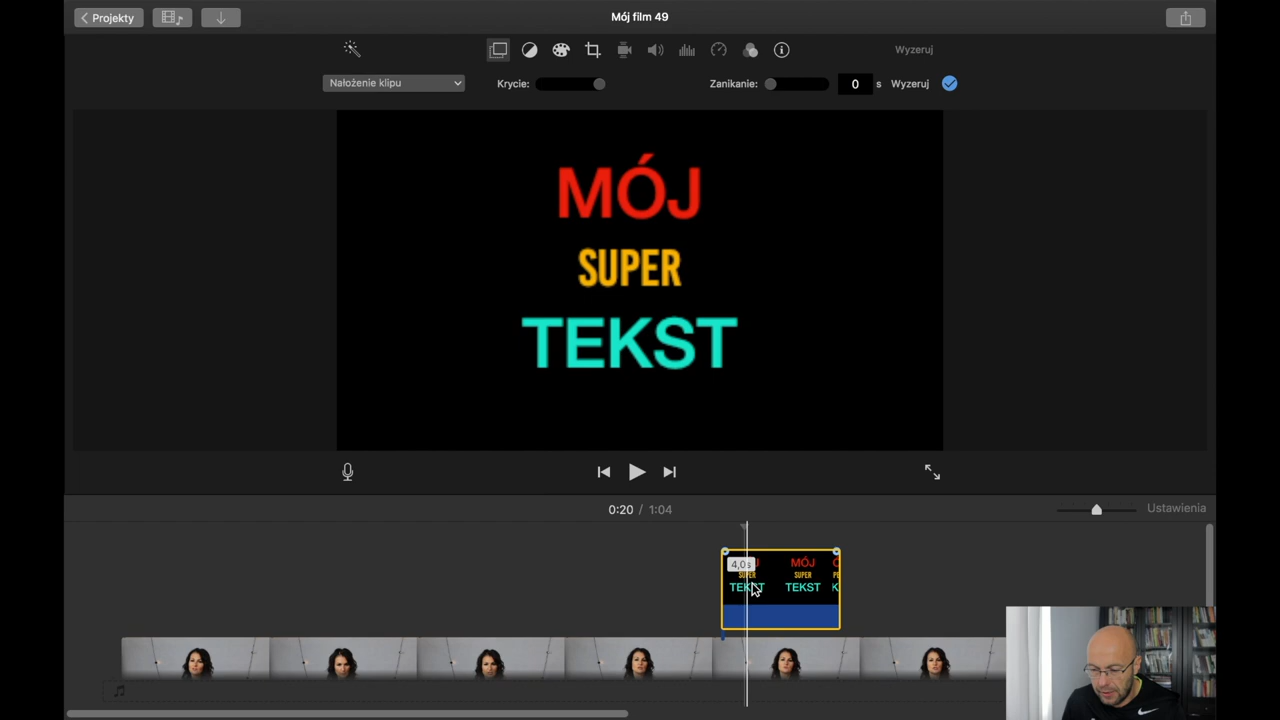 Projekty
Mój film 49
Wyzeruj
Nałożenie klipu
Krycie:
Zanikanie:
0 s
Wyzeruj
MÓJ
SUPER
TEKST
0:20 / 1:04
Ustawienia
4,0s
MÓJ
SUPER
TEKST
TEKST